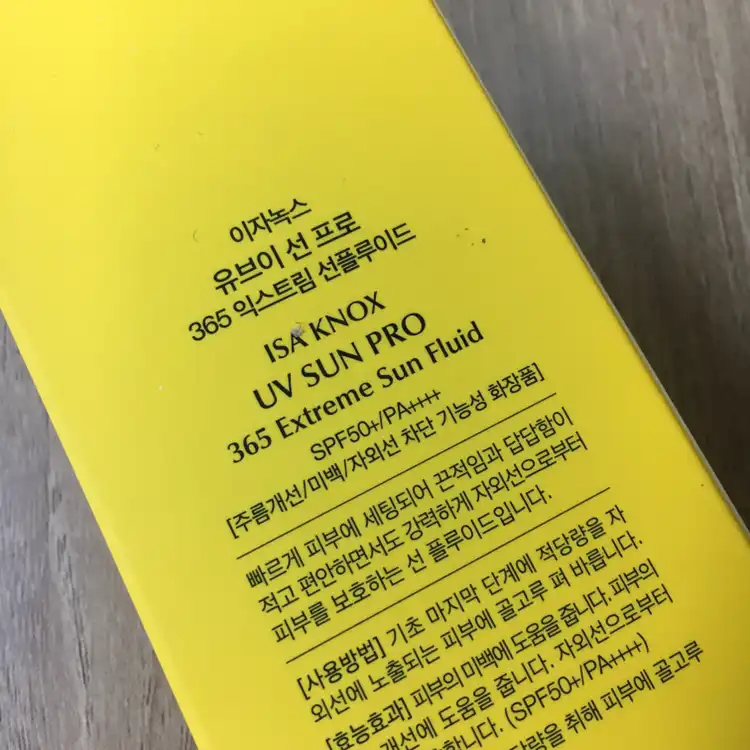 이자녹스
유브이 선 프로
365 익스트림 선플루이드
ISA KNOX
UV SUN PRO
365 Extreme Sun Fluid
SPF50+/PA++++
[주름개선/미백/자외선 차단 기능성 화장품]
빠르게 피부에 세팅되어 끈적임과 답답함이
적고 편안하면서도 강력하게 자외선으로부터
피부를 보호하는 선 플루이드입니다.
[사용방법] 기초 마지막 단계에 적당량을 자
외선에 노출되는 피부에 골고루 펴 바릅니다.
[효능효과] 피부의 미백에 도움을 줍니다. 피부의
개선에 도움을 줍니다. 자외선으로부터
합니다. (SPF50+/PA++++)
취해 피부에 골고루